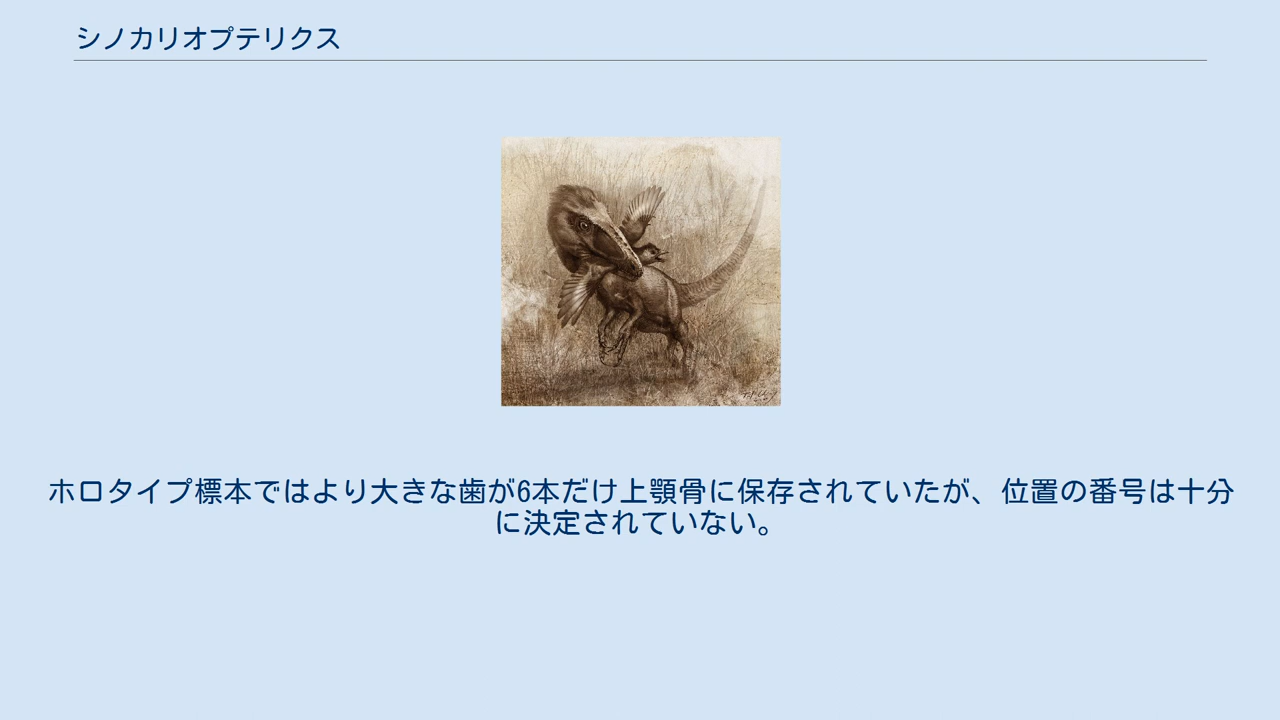 シノカリオプテリクス
ホロタイプ標本ではより大きな歯が6本だけ上顎骨に保存されていたが、位置の番号は十分
に決定されていない。